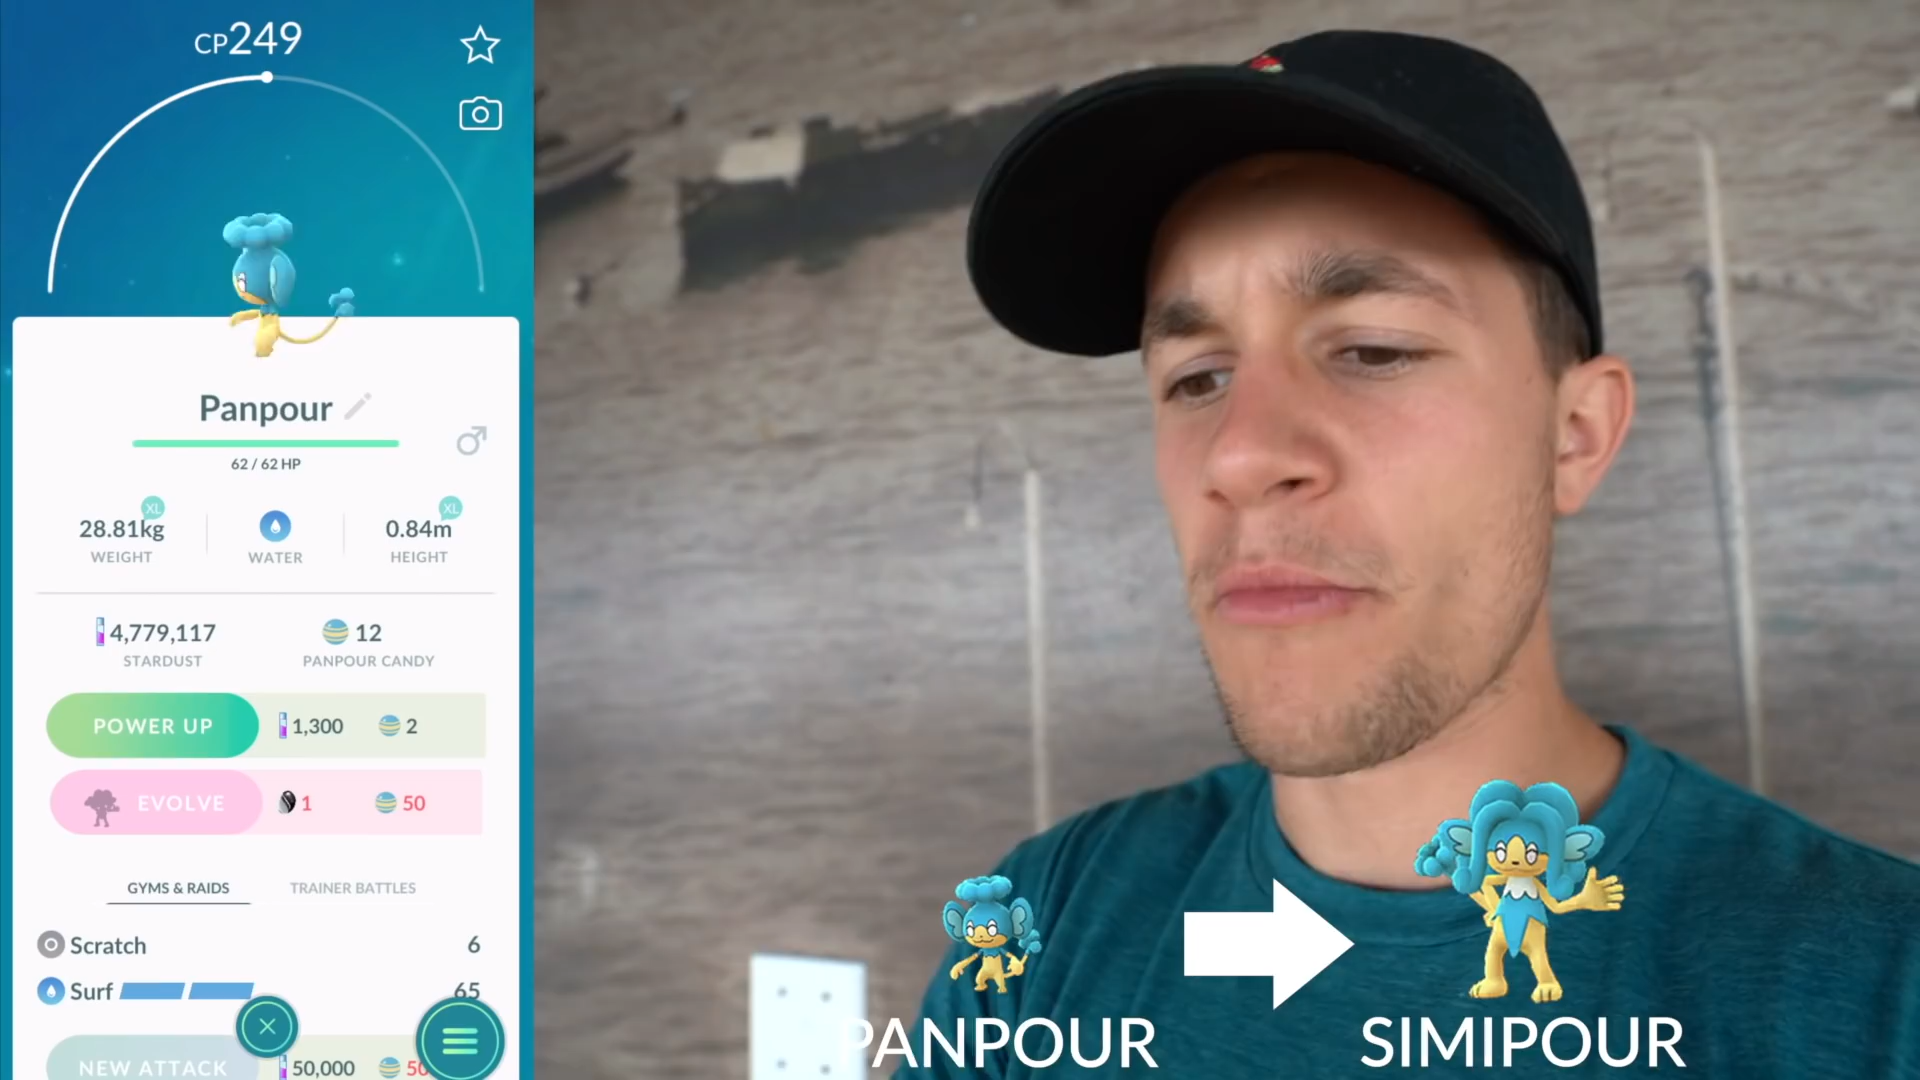 CP249
Panpour
62 / 62 HP
XL
XL
28.81kg
0.84m
WEIGHT
WATER
HEIGHT
4,779,117
12
STARDUST
PANPOUR CANDY
POWER UP
1,300
2
EVOLVE
1
50
GYMS & RAIDS
TRAINER BATTLES
Scratch
6
Surf
65
NEW ATTACK
50,000
50
PANPOUR
SIMIPOUR